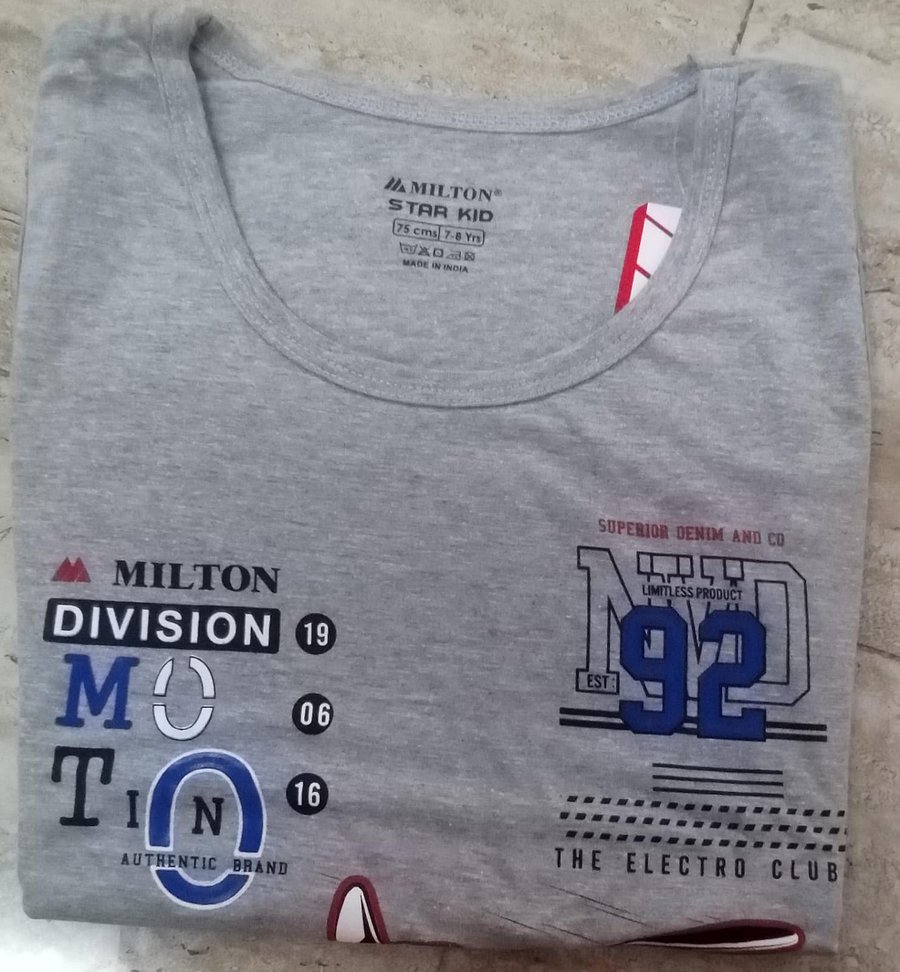 MILTON®
STAR KID
75 cms 7-8 Yrs
MADE IN INDIA
MILTON
DIVISION 19
MO 06
TION 16
AUTHENTIC BRAND
SUPERIOR DENIM AND CO
LIMITLESS PRODUCT
92
EST:
THE ELECTRO CLUB